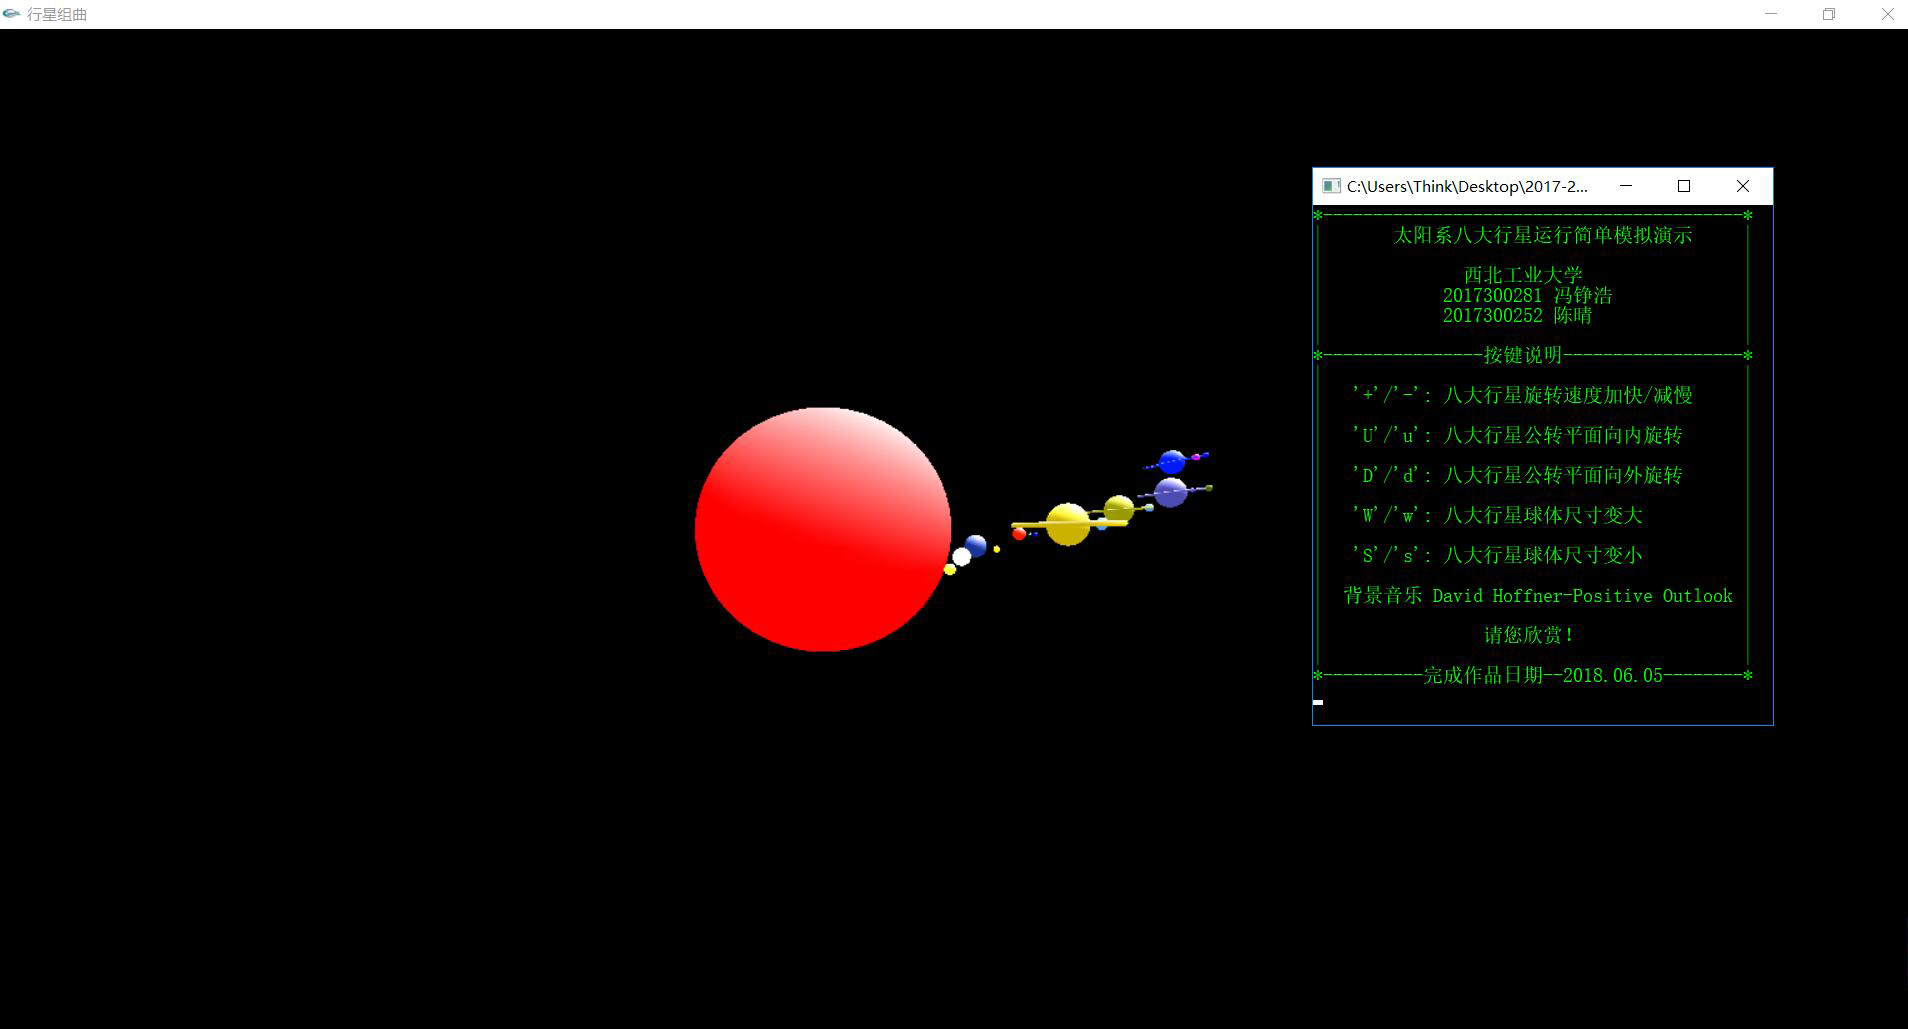 行星组曲
C:\Users\Think\Desktop\2017-2...
*------------------------------------------*
太阳系八大行星运行简单模拟演示
西北工业大学
2017300281 冯铮浩
2017300252 陈晴
*----------------按键说明------------------*
'+'/'-': 八大行星旋转速度加快/减慢
'U'/'u': 八大行星公转平面向内旋转
'D'/'d': 八大行星公转平面向外旋转
'W'/'w': 八大行星球体尺寸变大
'S'/'s': 八大行星球体尺寸变小
背景音乐 David Hoffner-Positive Outlook
请您欣赏!
*----------完成作品日期--2018.06.05--------*